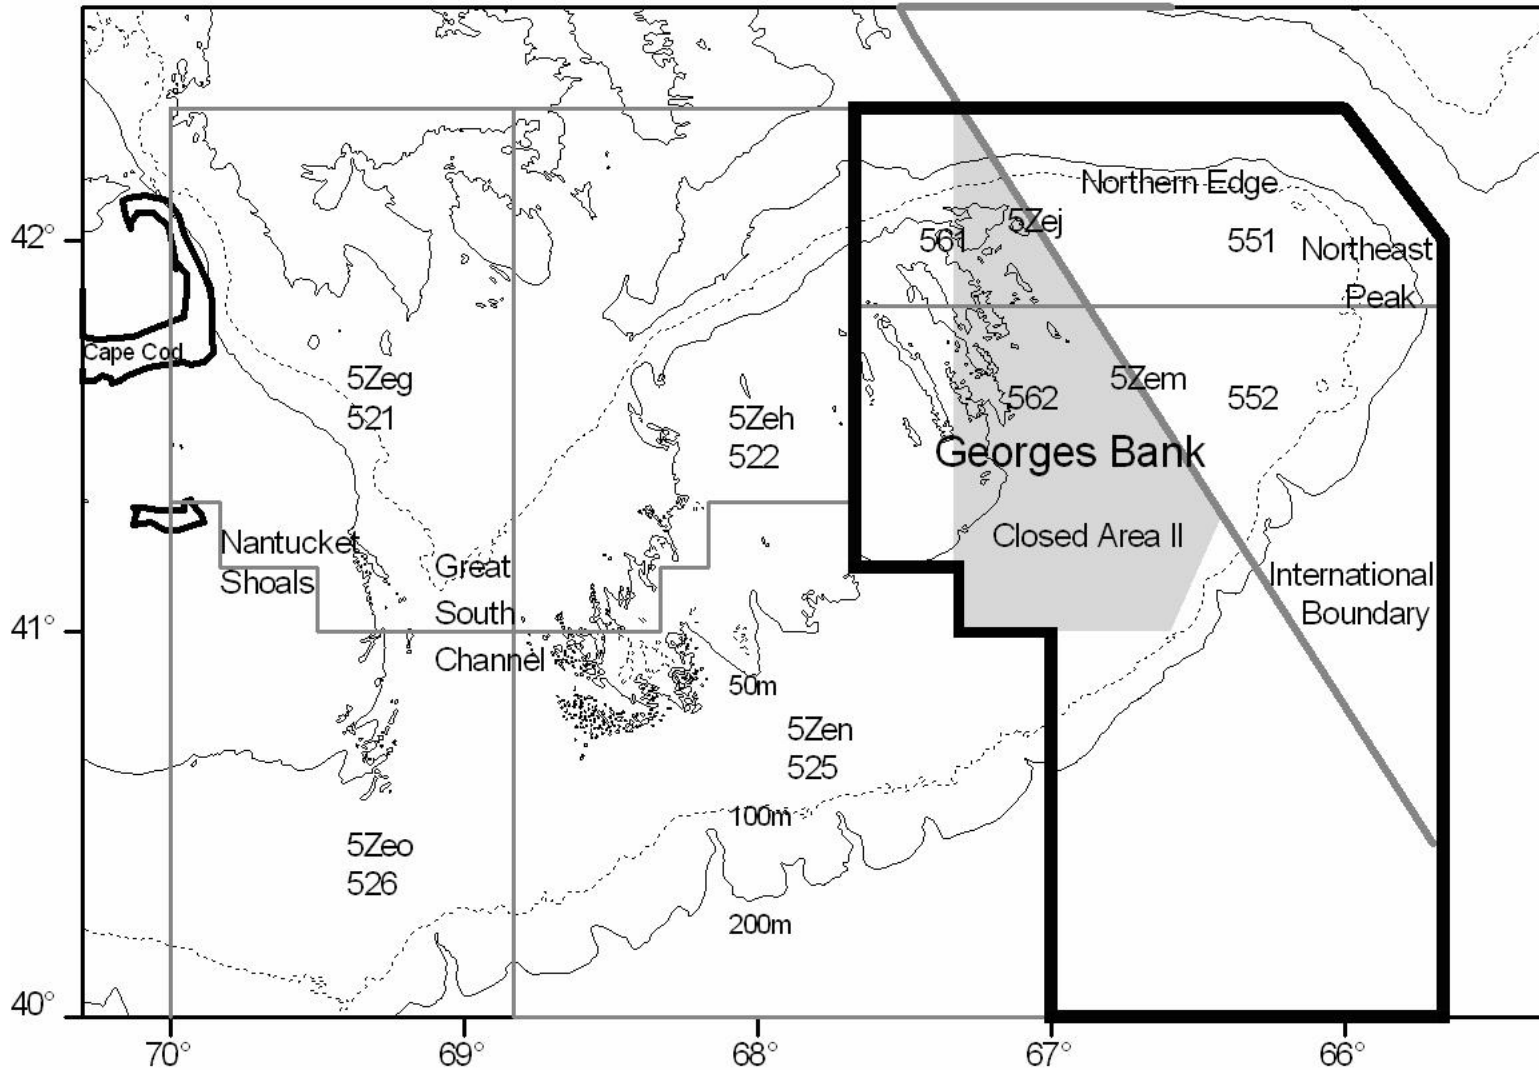 Northern Edge
5Zej
42°
561
551
Northeast
Peak
Cape Cod
5Zeg
521
5Zem
562
552
5Zeh
522
Georges Bank
Closed Area II
Nantucket
Shoals
Great
South
Channel
International
Boundary
41°
50m
5Zen
525
100m
5Zeo
526
200m
40°
70°
69°
68°
67°
66°